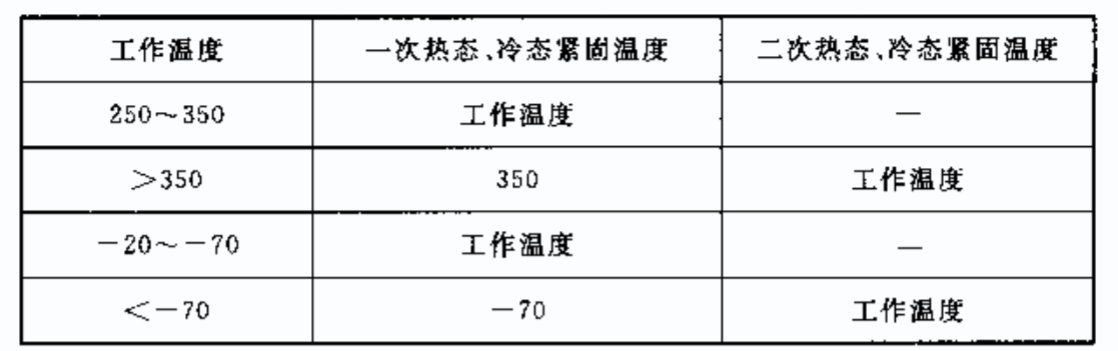 工作温度 一次热态、冷态紧固温度 二次热态、冷态紧固温度
250～350 工作温度 —
>350 350 工作温度
－20～－70 工作温度 —
<－70 －70 工作温度